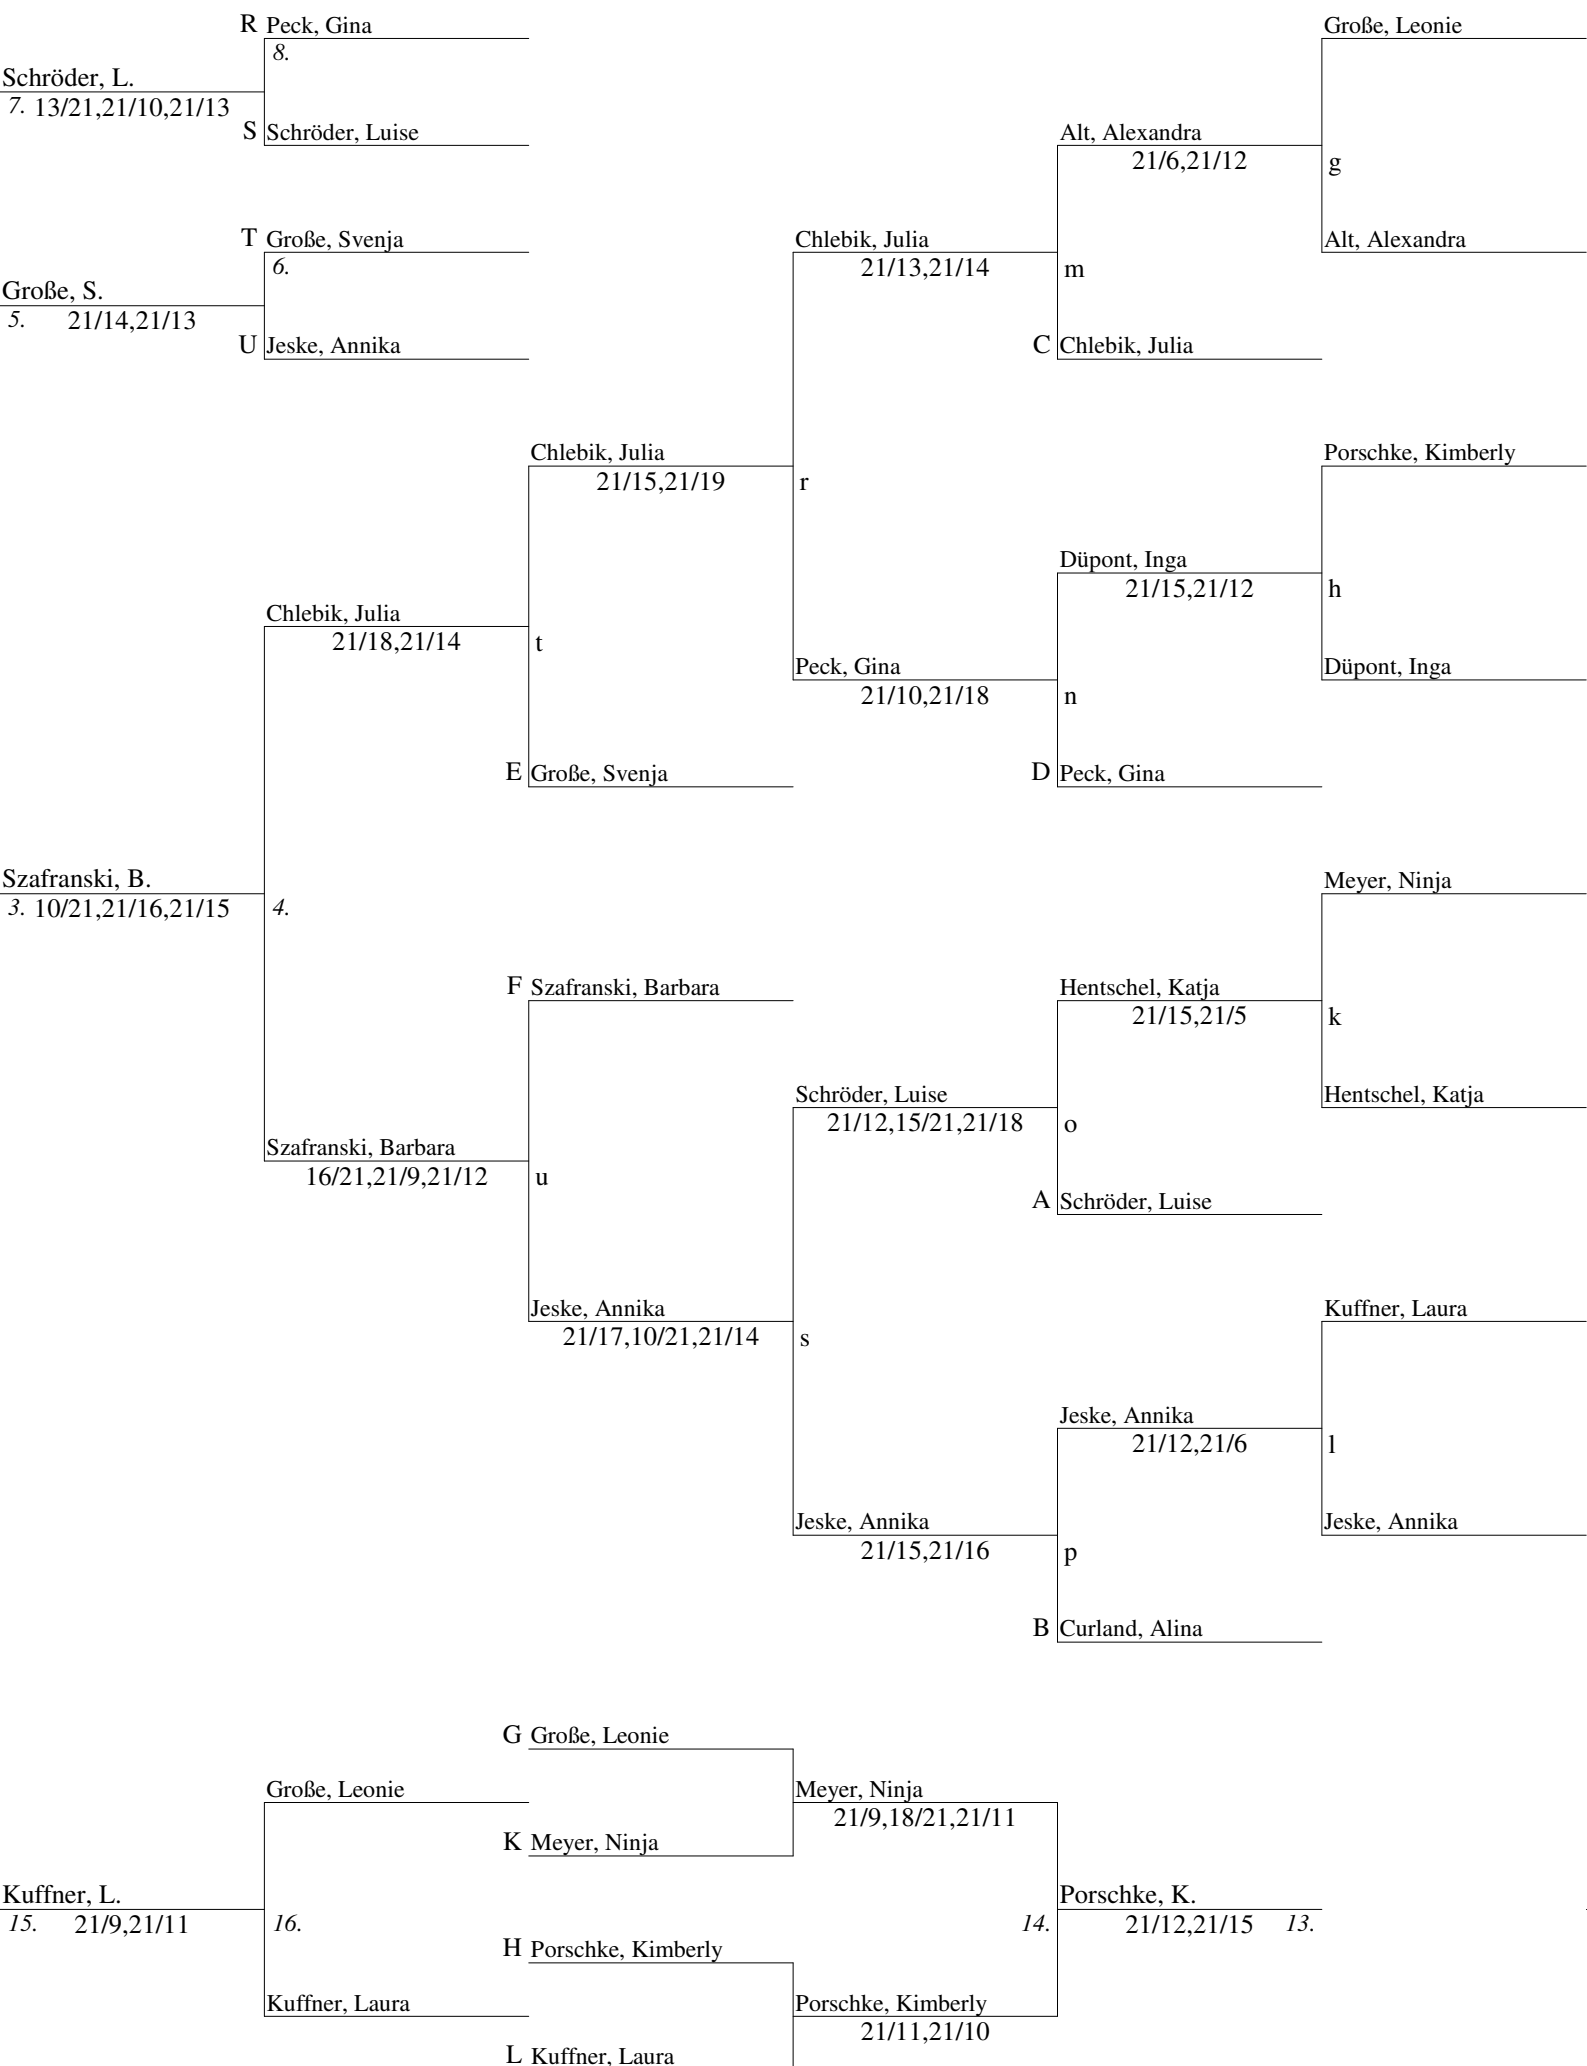 R Peck, Gina
Große, Leonie
8.
Schröder, L.
7. 13/21,21/10,21/13
S Schröder, Luise
Alt, Alexandra
21/6,21/12
g
T Große, Svenja
Chlebik, Julia
Alt, Alexandra
6.
21/13,21/14
m
Große, S.
5. 21/14,21/13
U Jeske, Annika
C Chlebik, Julia
Chlebik, Julia
Porschke, Kimberly
21/15,21/19
r
Düpont, Inga
21/15,21/12
h
Chlebik, Julia
21/18,21/14
t
Peck, Gina
Düpont, Inga
21/10,21/18
n
E Große, Svenja
D Peck, Gina
Szafranski, B.
Meyer, Ninja
3. 10/21,21/16,21/15
4.
F Szafranski, Barbara
Hentschel, Katja
21/15,21/5
k
Schröder, Luise
Hentschel, Katja
21/12,15/21,21/18
o
Szafranski, Barbara
16/21,21/9,21/12
u
A Schröder, Luise
Jeske, Annika
Kuffner, Laura
21/17,10/21,21/14
s
Jeske, Annika
21/12,21/6
l
Jeske, Annika
Jeske, Annika
21/15,21/16
p
B Curland, Alina
G Große, Leonie
Große, Leonie
Meyer, Ninja
21/9,18/21,21/11
K Meyer, Ninja
Kuffner, L.
Porschke, K.
15. 21/9,21/11
16.
14.
21/12,21/15 13.
H Porschke, Kimberly
Kuffner, Laura
Porschke, Kimberly
21/11,21/10
L Kuffner, Laura